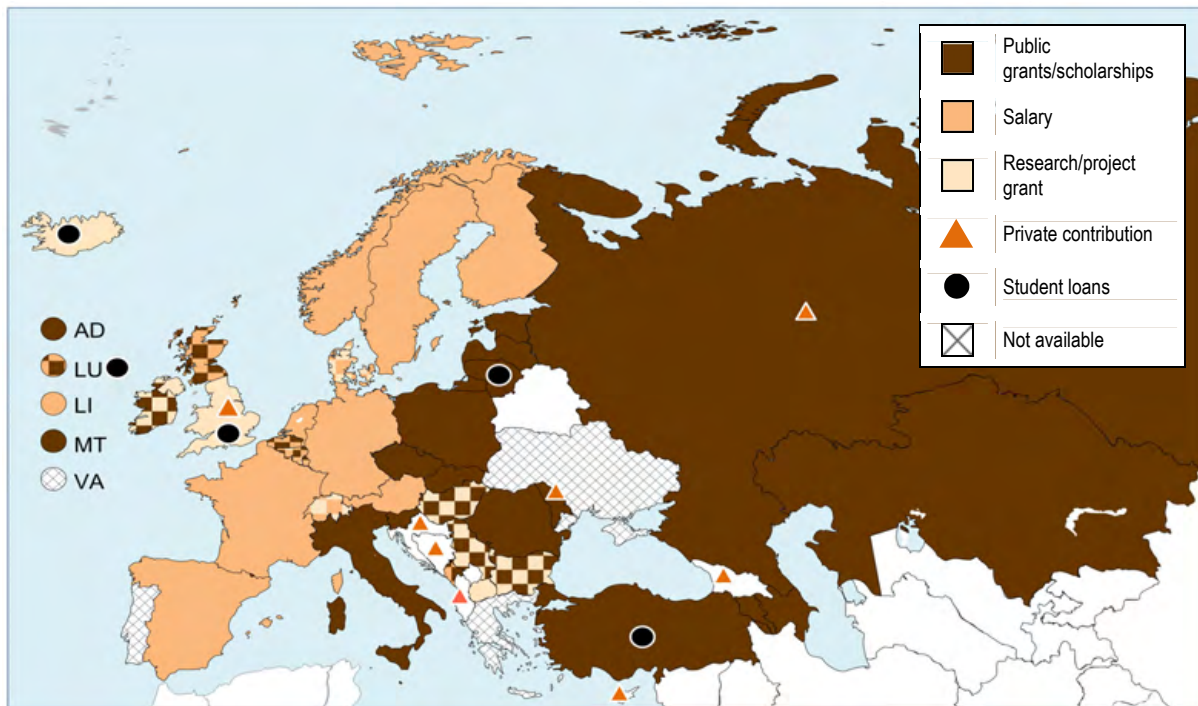 Public
grants/scholarships
Salary
Research/project
grant
Private contribution
Student loans
Not available
AD
LU
LI
MT
VA